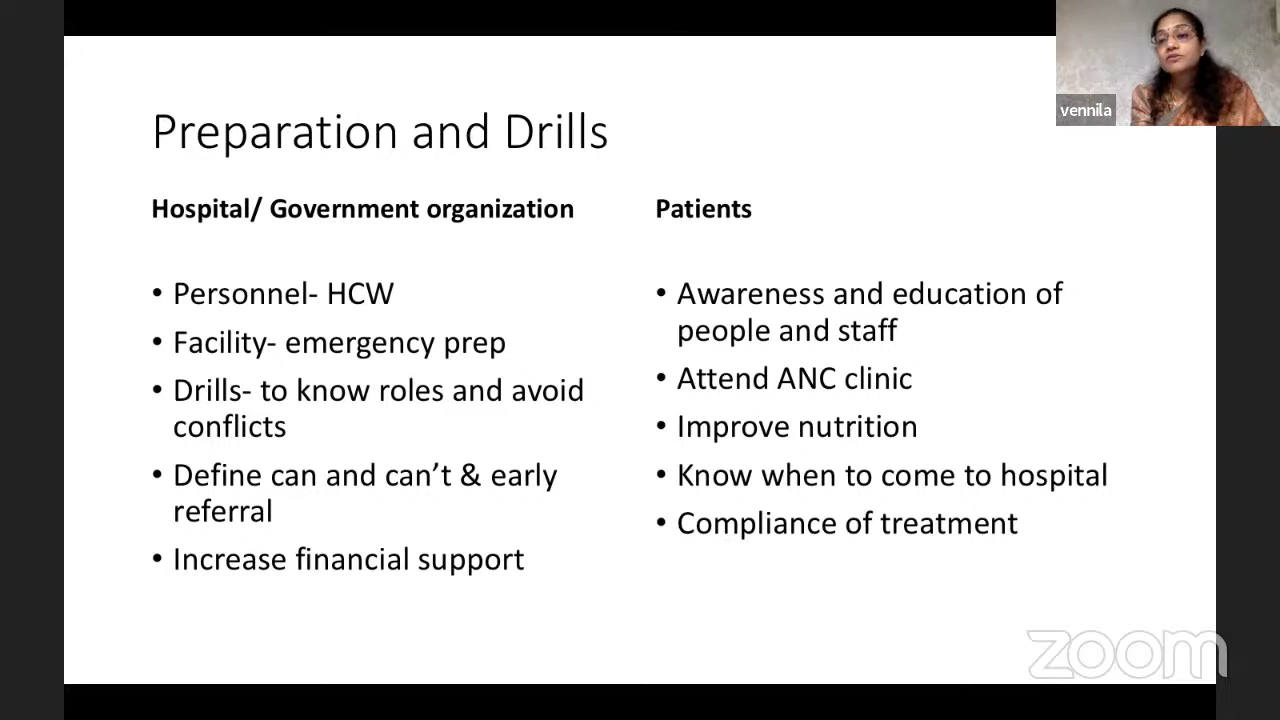 Preparation and Drills
Hospital/ Government organization
• Personnel- HCW
• Facility- emergency prep
• Drills- to know roles and avoid
conflicts
• Define can and can’t & early
referral
• Increase financial support
Patients
• Awareness and education of
people and staff
• Attend ANC clinic
• Improve nutrition
• Know when to come to hospital
• Compliance of treatment
vennila
zoom